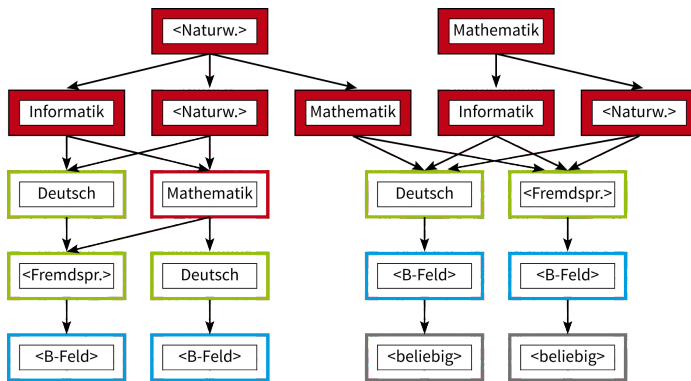 <Naturw.>
Mathematik
Informatik
<Naturw.>
Mathematik
Informatik
<Naturw.>
Deutsch
Mathematik
Deutsch
<Fremdspr.>
<Fremdspr.>
Deutsch
<B-Feld>
<B-Feld>
<B-Feld>
<B-Feld>
<beliebig>
<beliebig>